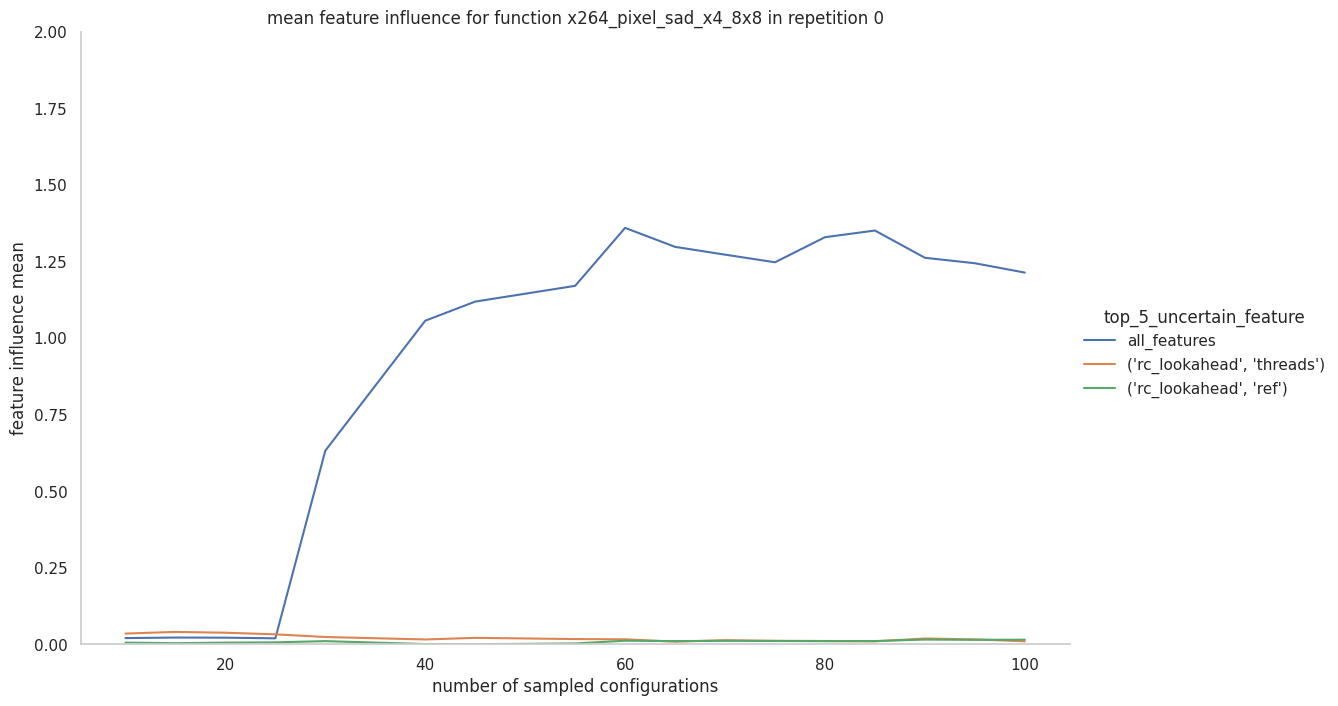 mean feature influence for function x264_pixel_sad_x4_8x8 in repetition 0
2.00
1.75
1.50
1.25
1.00
0.75
0.50
0.25
0.00
feature influence mean
20
40
60
80
100
number of sampled configurations
top_5_uncertain_feature
all_features
('rc_lookahead', 'threads')
('rc_lookahead', 'ref')